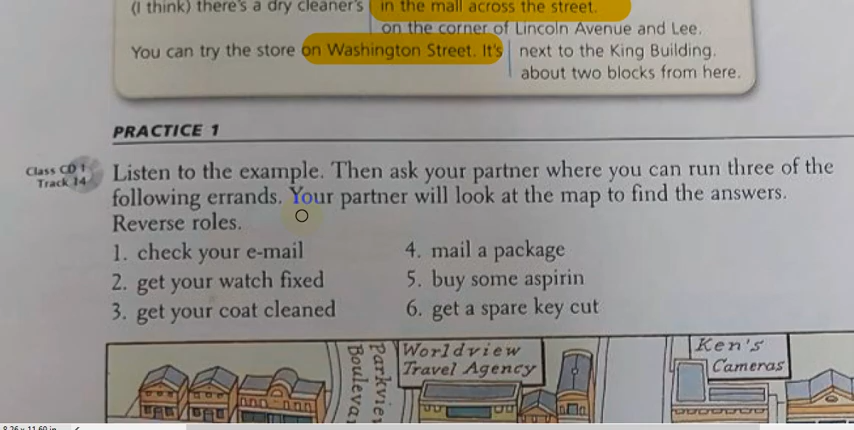 (I think) there's a dry cleaner's in the mall across the street.
on the corner of Lincoln Avenue and Lee.
You can try the store on Washington Street. It's next to the King Building.
about two blocks from here.
PRACTICE 1
Class CD 1
Track 14
Listen to the example. Then ask your partner where you can run three of the
following errands. Your partner will look at the map to find the answers.
Reverse roles.
1. check your e-mail
2. get your watch fixed
3. get your coat cleaned
4. mail a package
5. buy some aspirin
6. get a spare key cut
Parkview
Worldview
Travel Agency
Ken's
Cameras